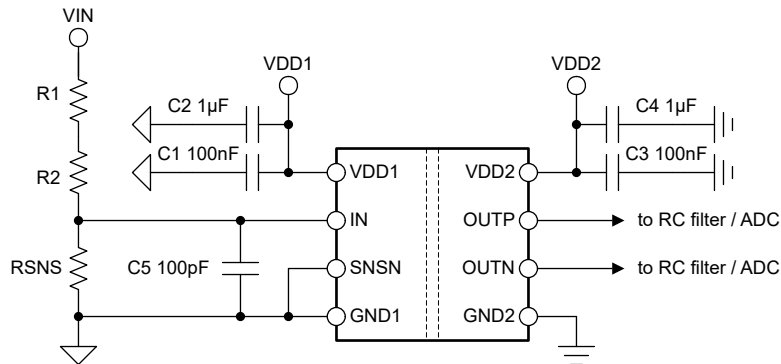 VIN
R1
R2
RSNS
VDD1
C2 1µF
C1 100nF
C5 100pF
VDD1
IN
SNSN
GND1
VDD2
OUTP
OUTN
GND2
VDD2
C4 1µF
C3 100nF
to RC filter / ADC
to RC filter / ADC